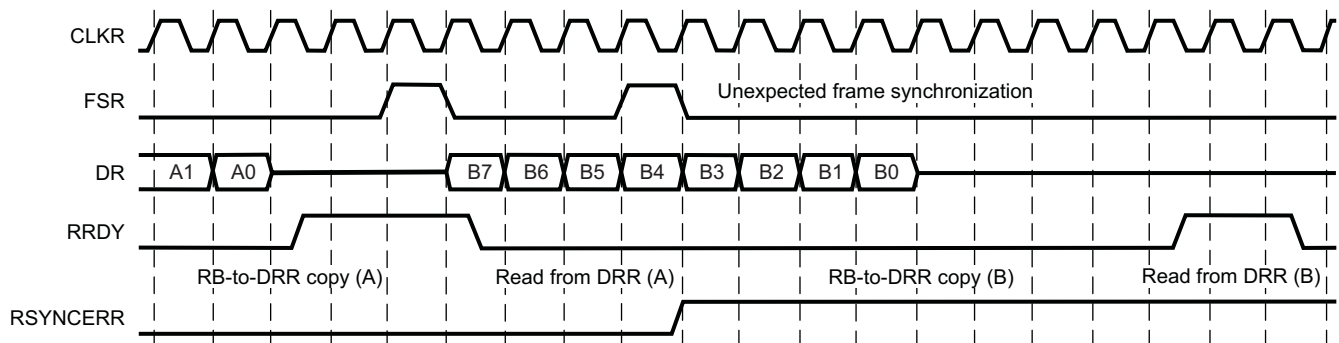 CLKR
FSR
Unexpected frame synchronization
DR A1 A0 B7 B6 B5 B4 B3 B2 B1 B0
RRDY
RB-to-DRR copy (A) Read from DRR (A) RB-to-DRR copy (B) Read from DRR (B)
RSYNCERR